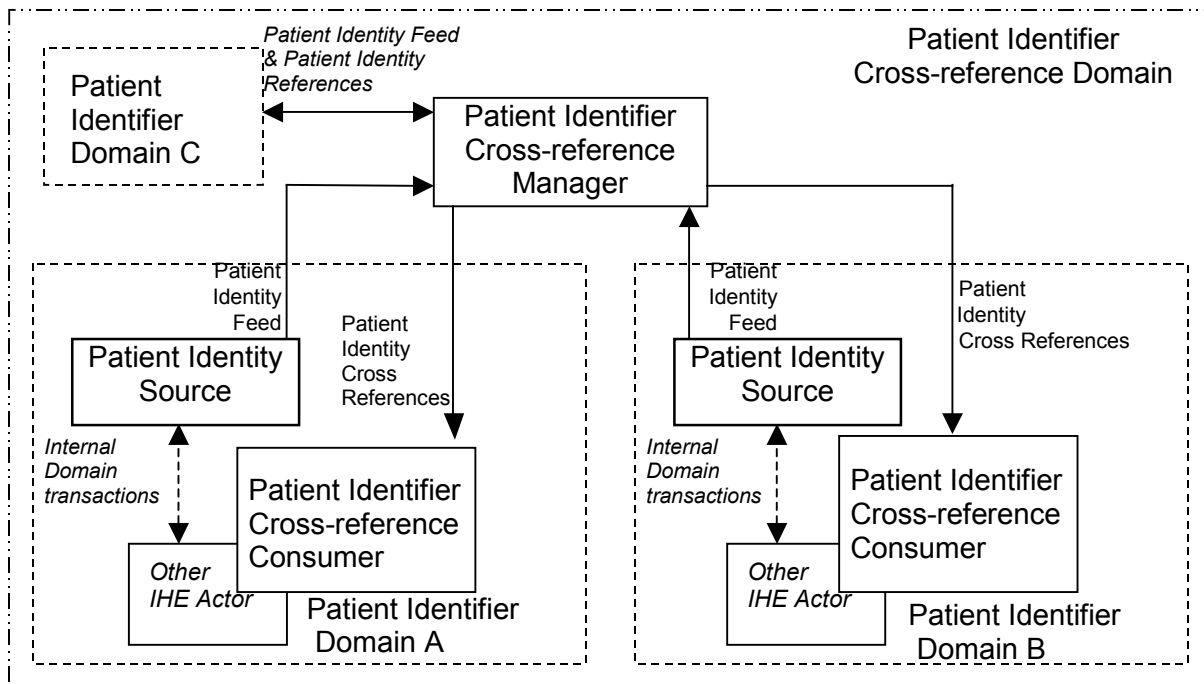 Patient Identity Feed
& Patient Identity
References
Patient Identifier
Cross-reference Domain
Patient
Identifier
Domain C
Patient Identifier
Cross-reference
Manager
Patient
Identity
Feed
Patient
Identity
Cross
References
Patient
Identity
Feed
Patient
Identity
Cross References
Patient Identity
Source
Internal
Domain
transactions
Patient Identifier
Cross-reference
Consumer
Other
IHE Actor
Patient Identifier
Domain A
Patient Identity
Source
Internal
Domain
transactions
Patient Identifier
Cross-reference
Consumer
Other
IHE Actor
Patient Identifier
Domain B